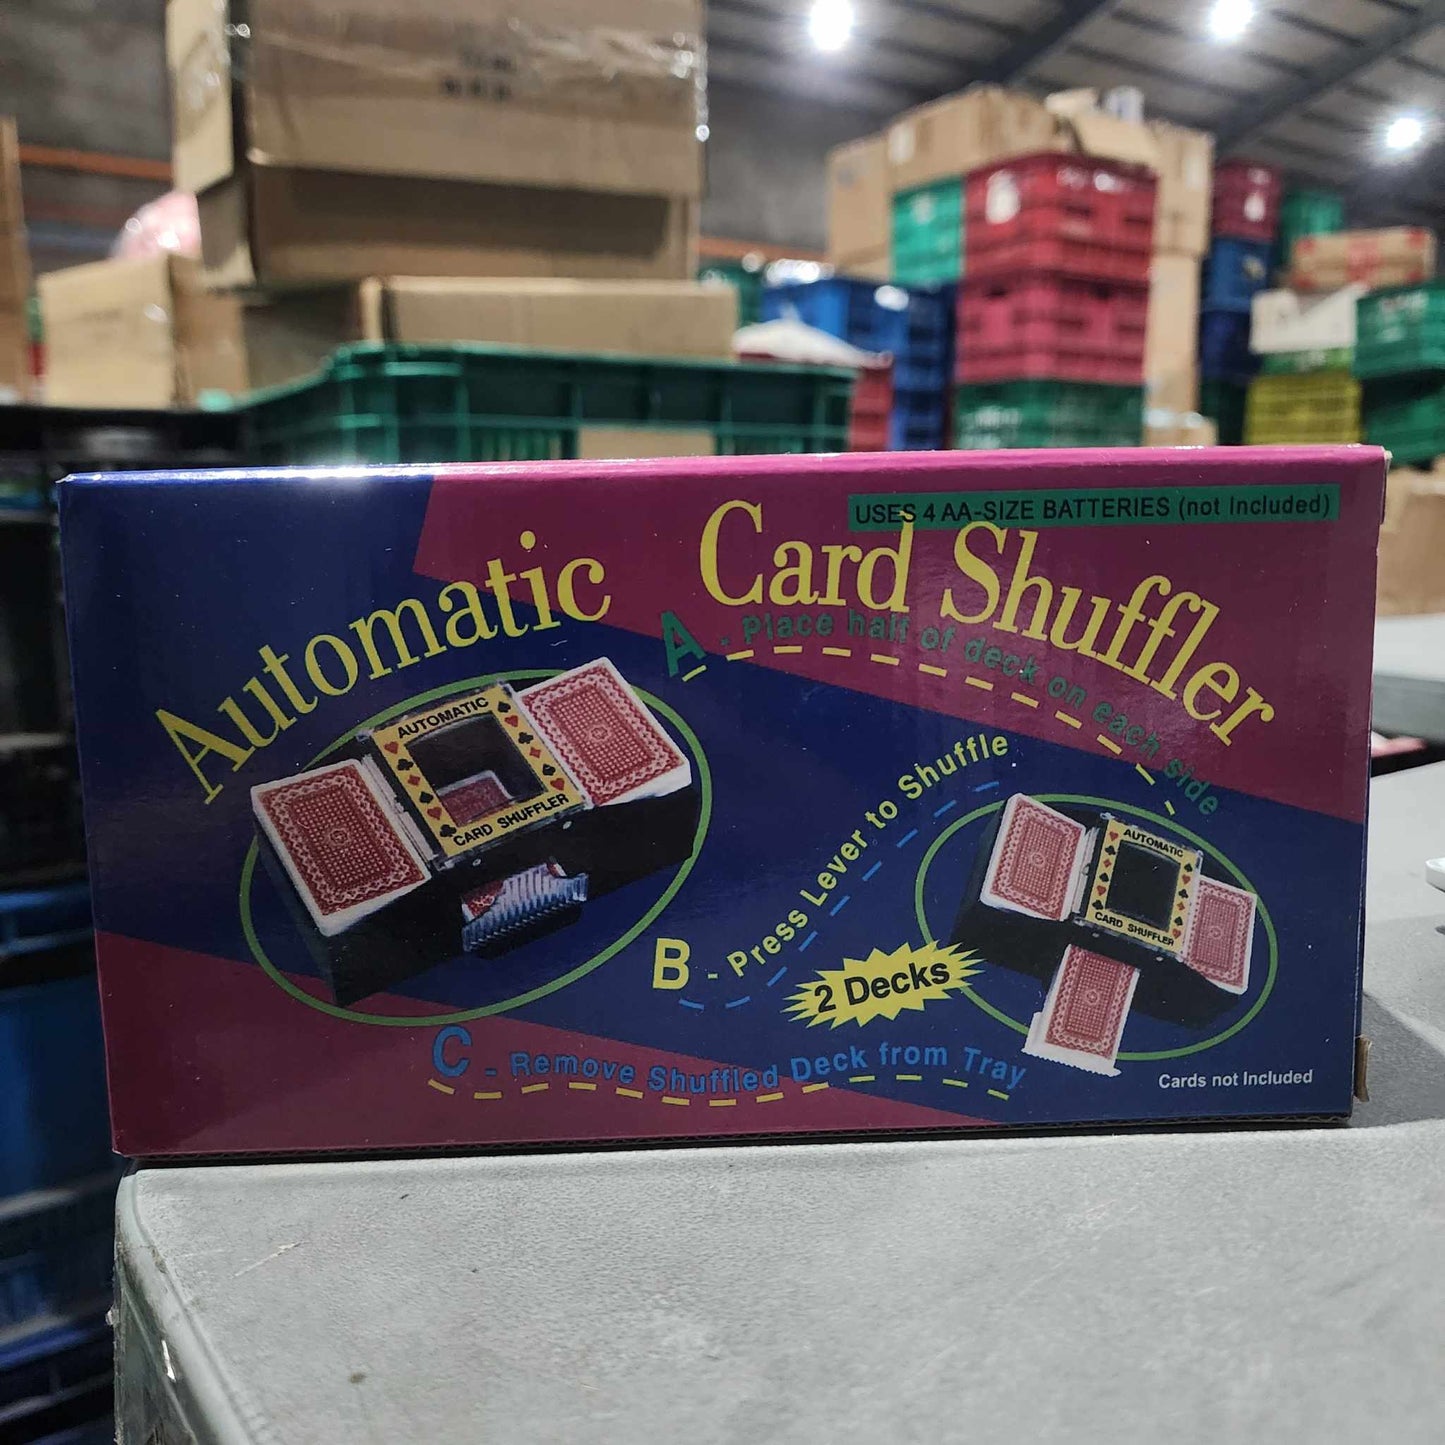 USES 4 AA-SIZE BATTERIES (not Included)
Automatic Card Shuffler
A - Place half of deck on each side
AUTOMATIC
CARD SHUFFLER
B - Press Lever to Shuffle
AUTOMATIC
CARD SHUFFLER
2 Decks
C - Remove Shuffled Deck from Tray
Cards not Included